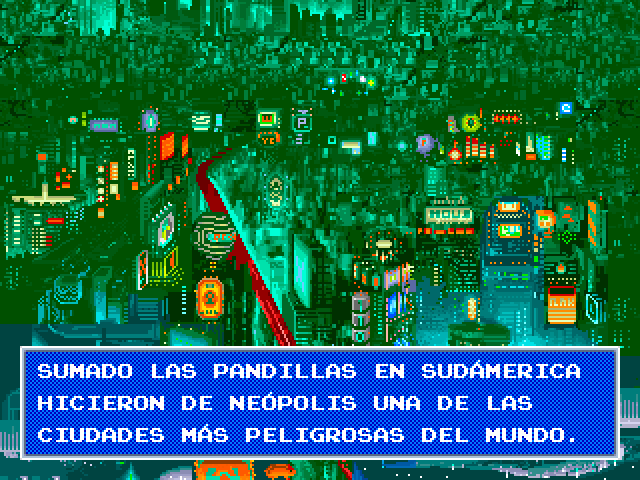 SUMADO LAS PANDILLAS EN SUDÁMERICA
HICIERON DE NEÓPOLIS UNA DE LAS
CIUDADES MÁS PELIGROSAS DEL MUNDO.